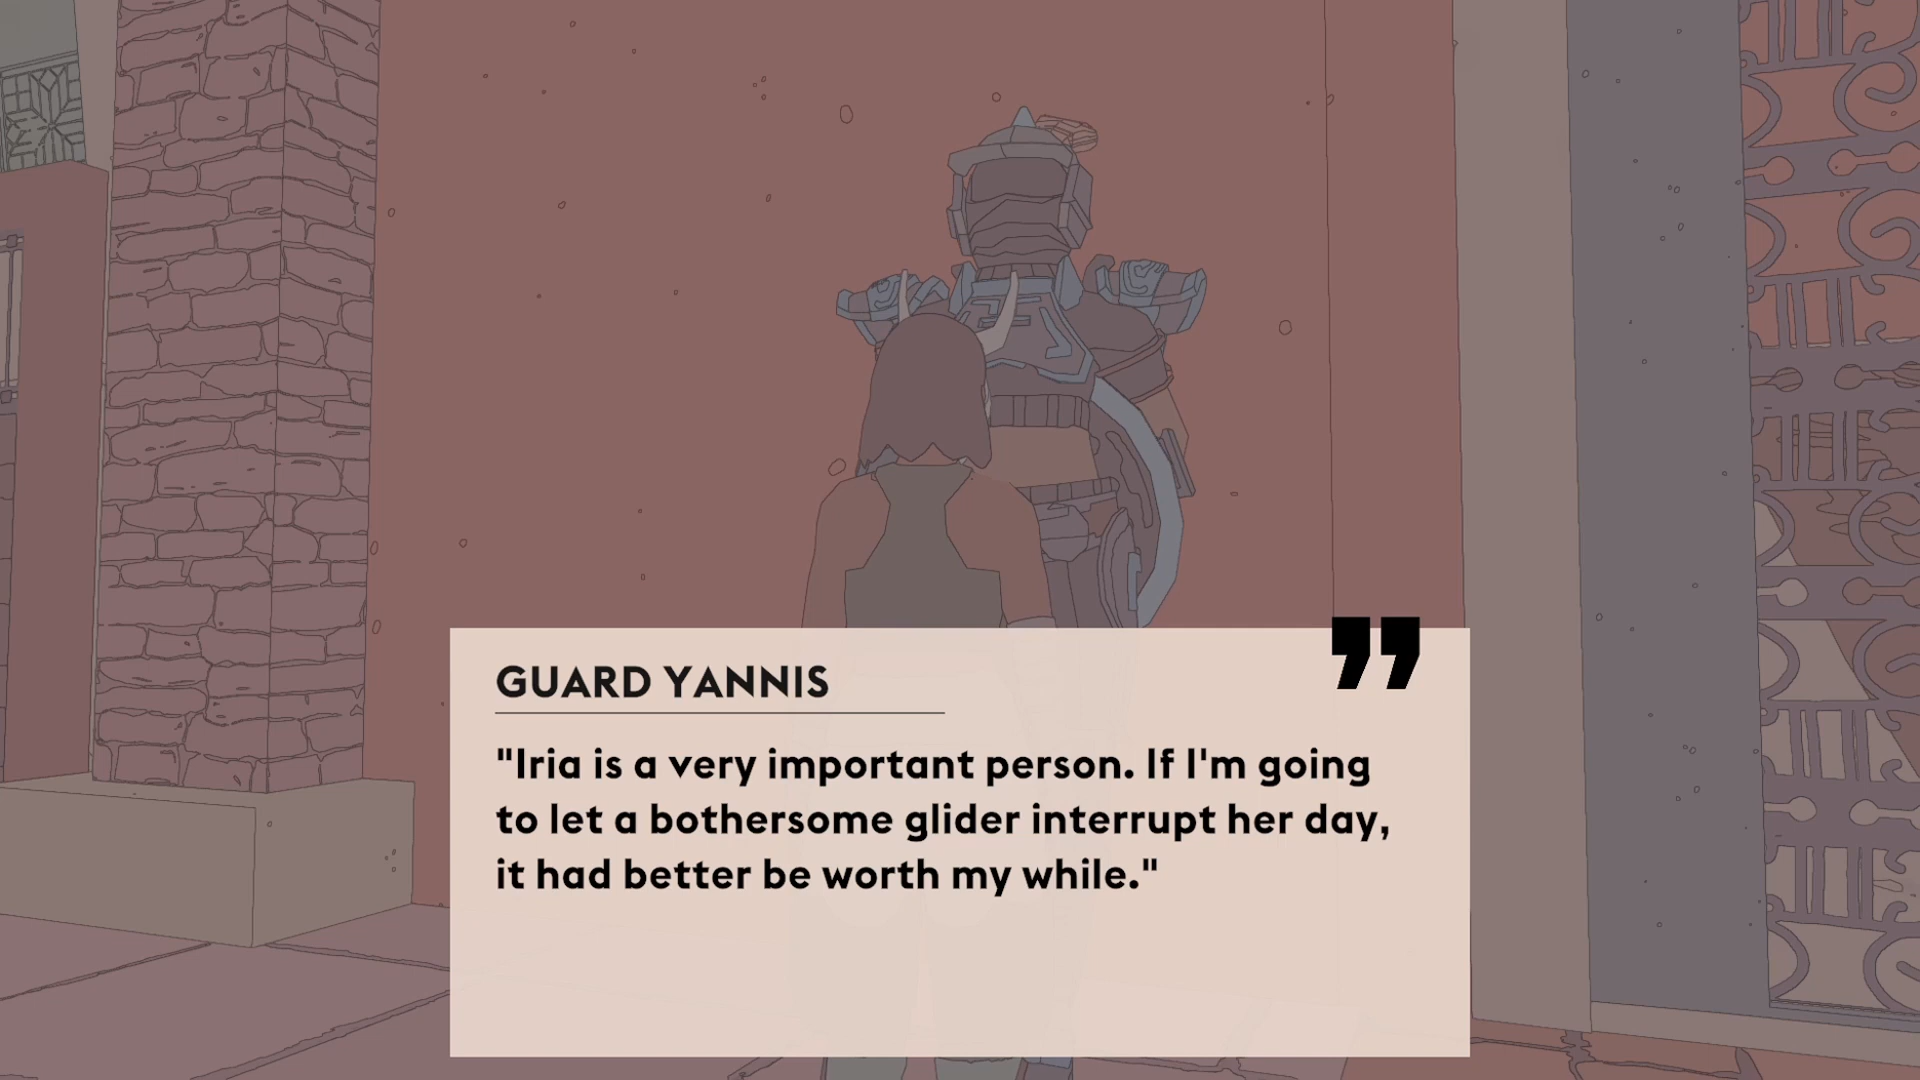 GUARD YANNIS
"Iria is a very important person. If I'm going
to let a bothersome glider interrupt her day,
it had better be worth my while."